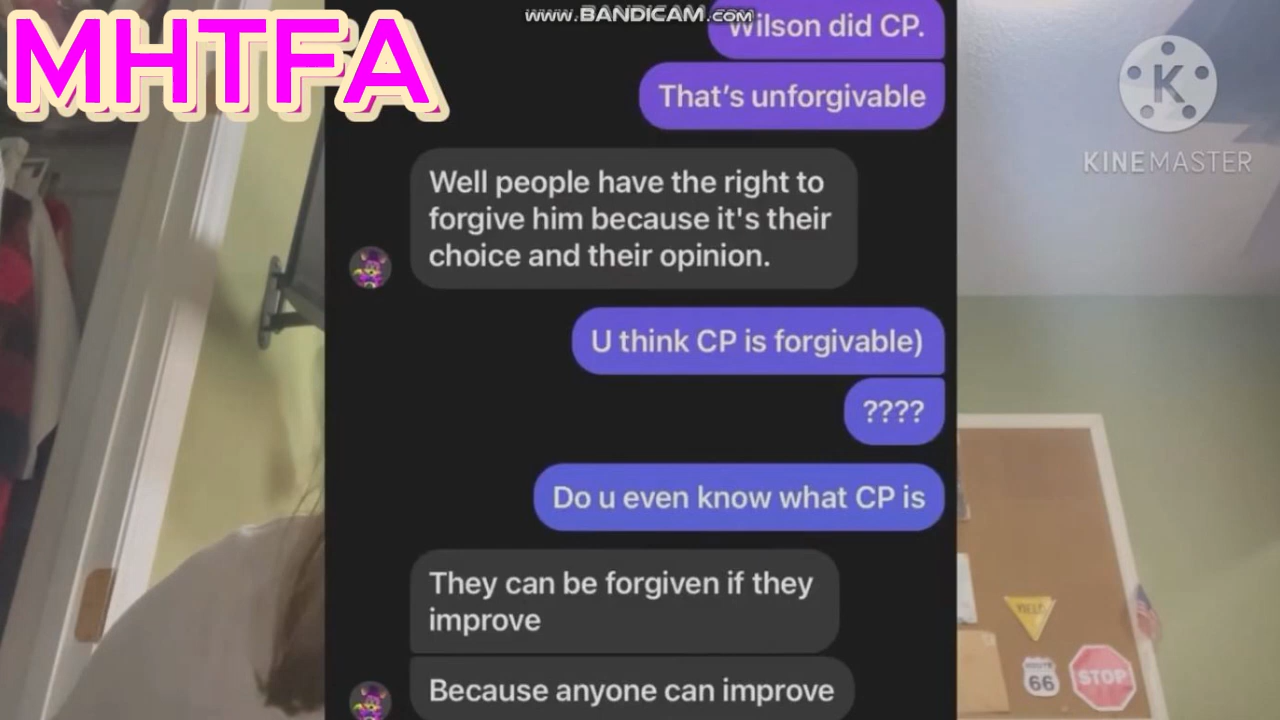 www.BANDICAM.com
MHTFA
Wilson did CP.
That's unforgivable
K
KINEMASTER
Well people have the right to
forgive him because it's their
choice and their opinion.
U think CP is forgivable)
????
Do u even know what CP is
They can be forgiven if they
improve
YIELD
ROUTE
66
STOP
Because anyone can improve